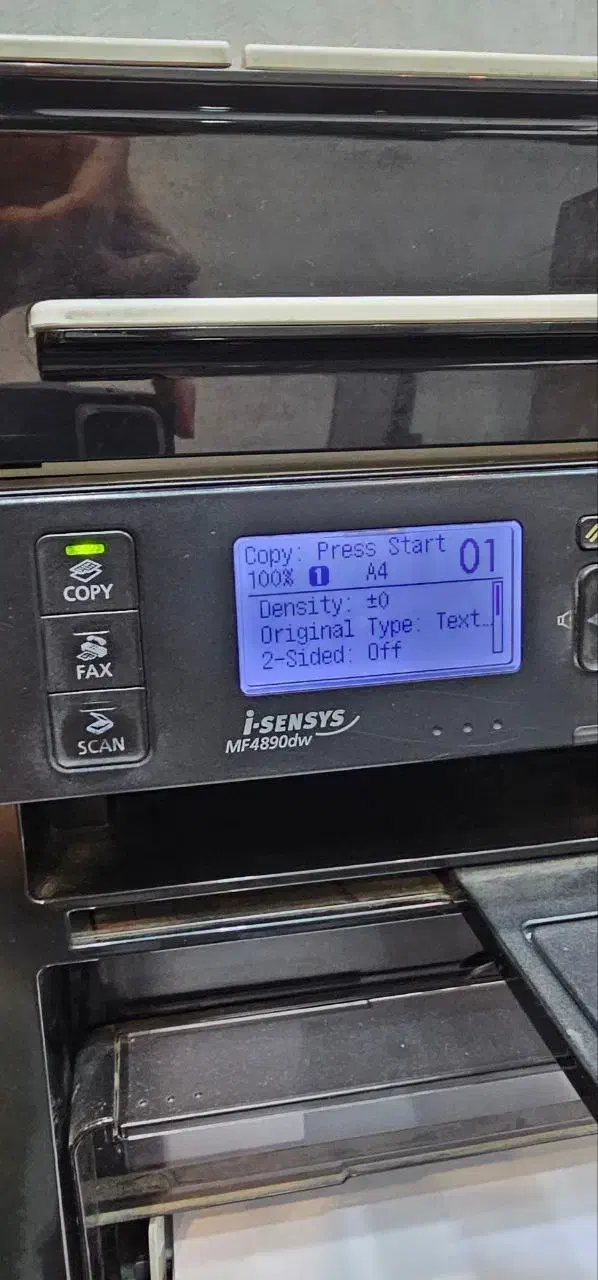 COPY
FAX
SCAN
Copy: Press Start 01
100% 1 A4
Density: ±0
Original Type: Text…
2-Sided: Off
i-SENSYS
MF4890dw